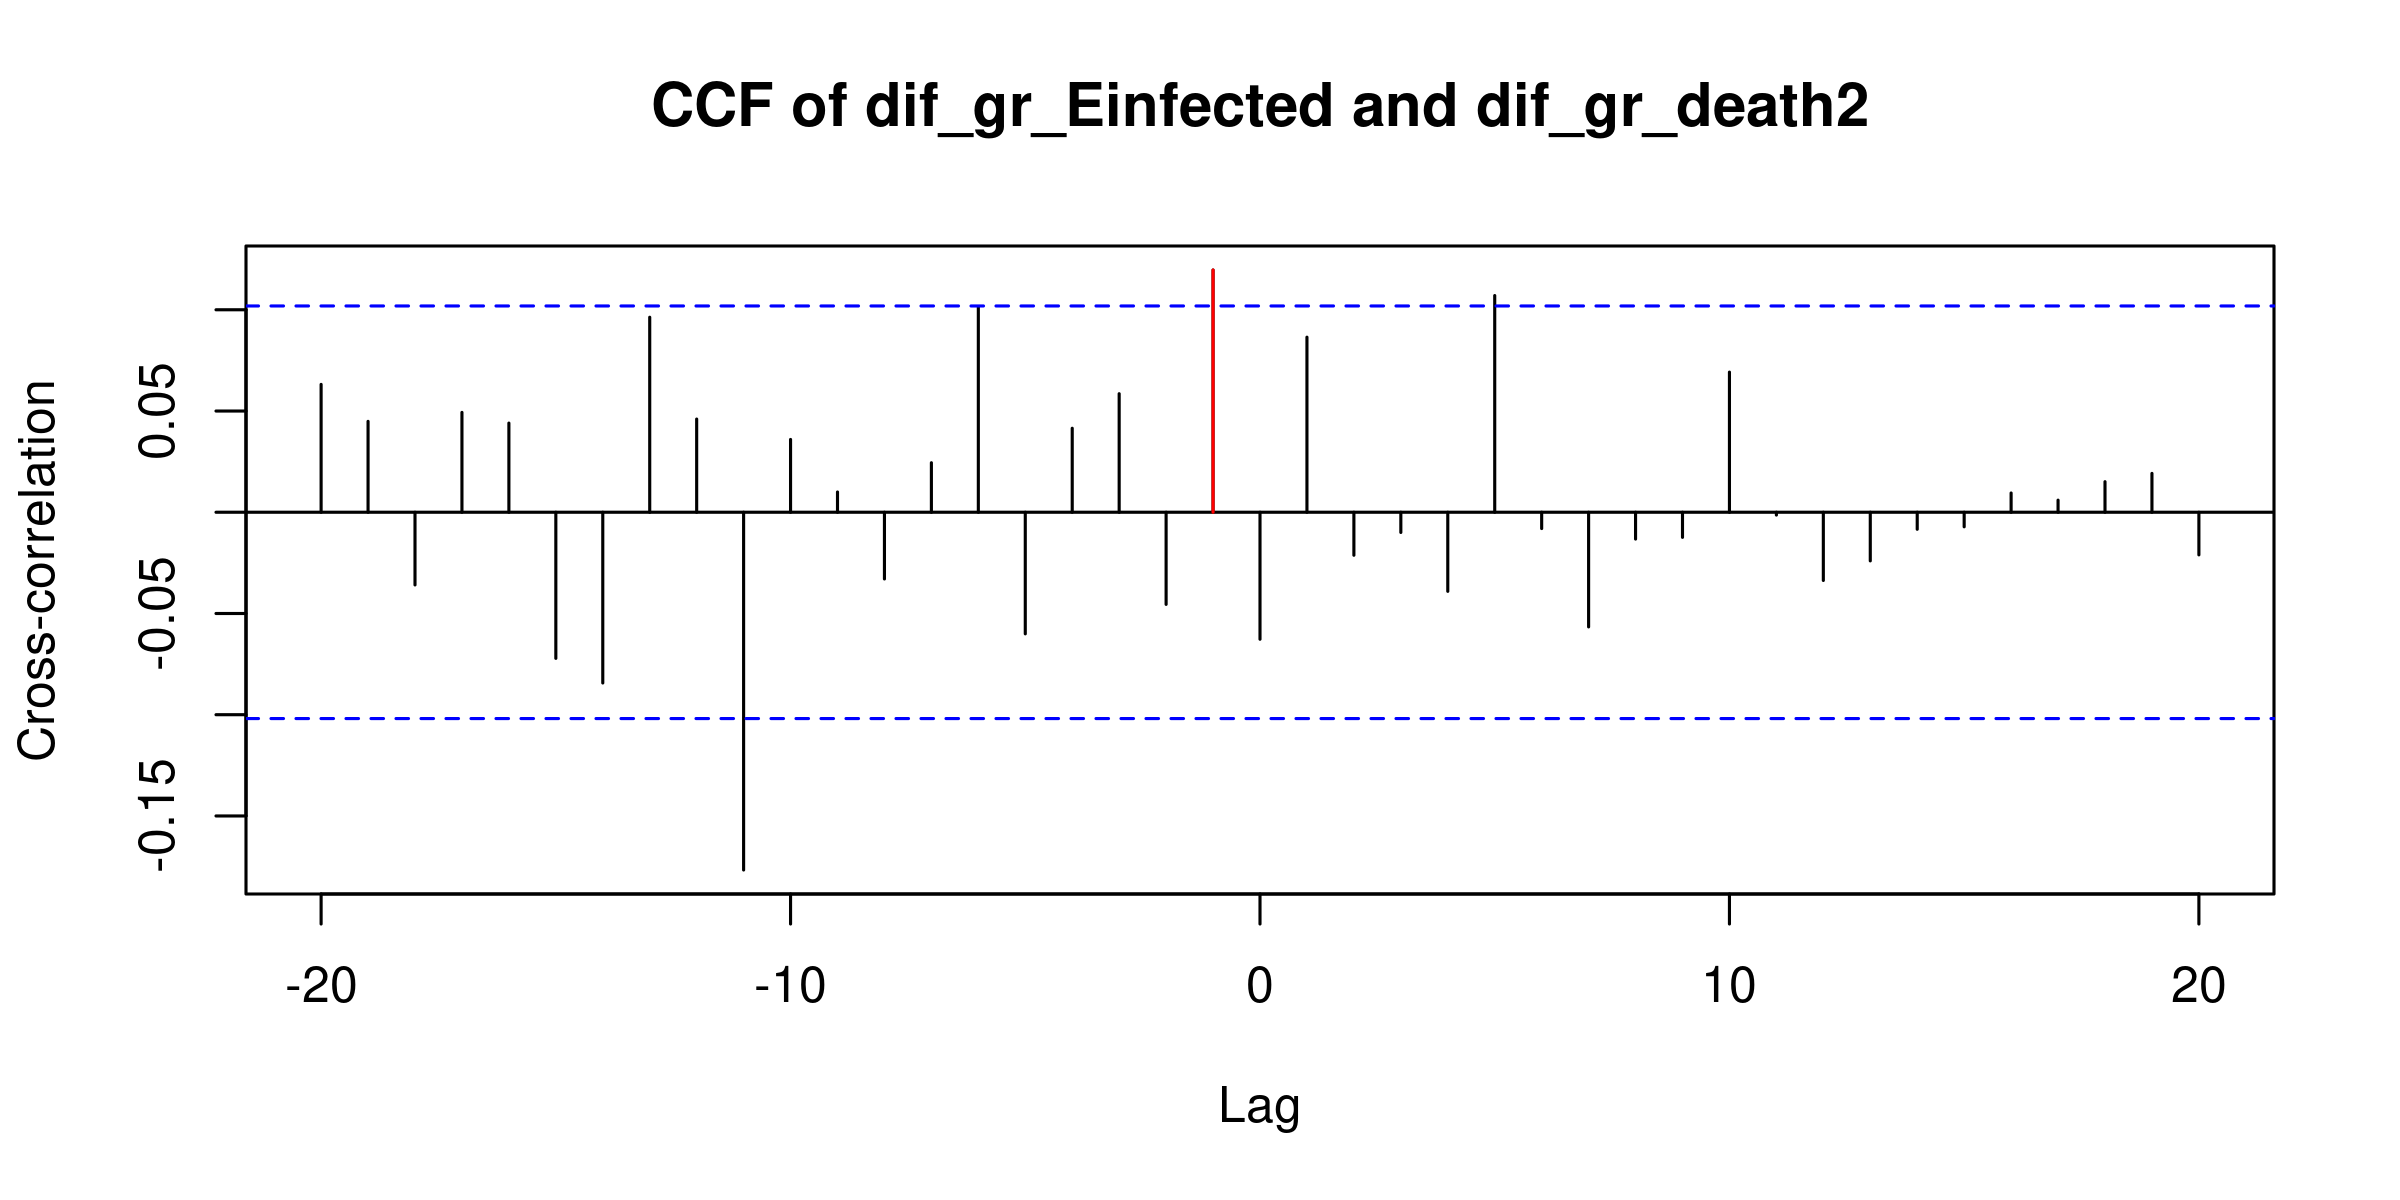 CCF of dif_gr_Einfected and dif_gr_death2
Cross-correlation
0.05
-0.05
-0.15
-20 -10 0 10 20
Lag